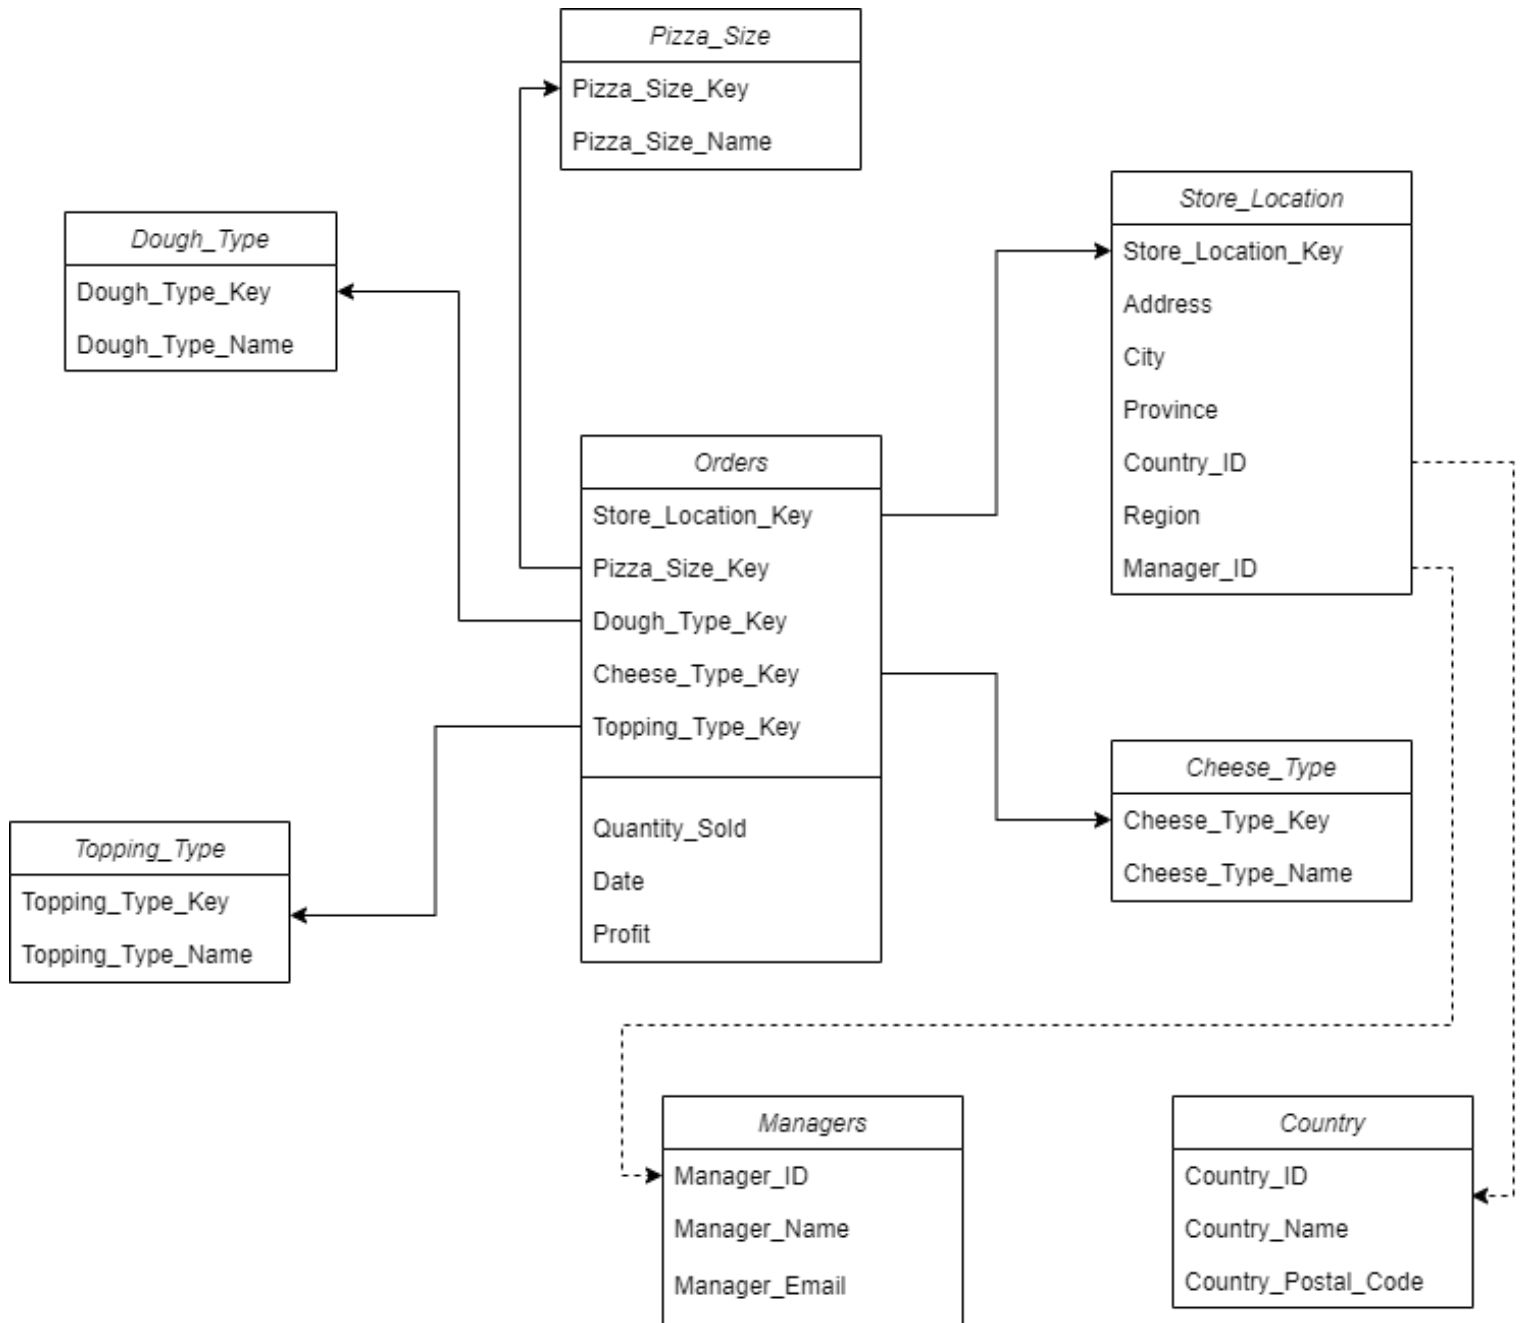 Pizza_Size
Pizza_Size_Key
Pizza_Size_Name
Store_Location
Store_Location_Key
Address
City
Province
Country_ID
Region
Manager_ID
Dough_Type
Dough_Type_Key
Dough_Type_Name
Orders
Store_Location_Key
Pizza_Size_Key
Dough_Type_Key
Cheese_Type_Key
Topping_Type_Key
Quantity_Sold
Date
Profit
Cheese_Type
Cheese_Type_Key
Cheese_Type_Name
Topping_Type
Topping_Type_Key
Topping_Type_Name
Managers
Manager_ID
Manager_Name
Manager_Email
Country
Country_ID
Country_Name
Country_Postal_Code